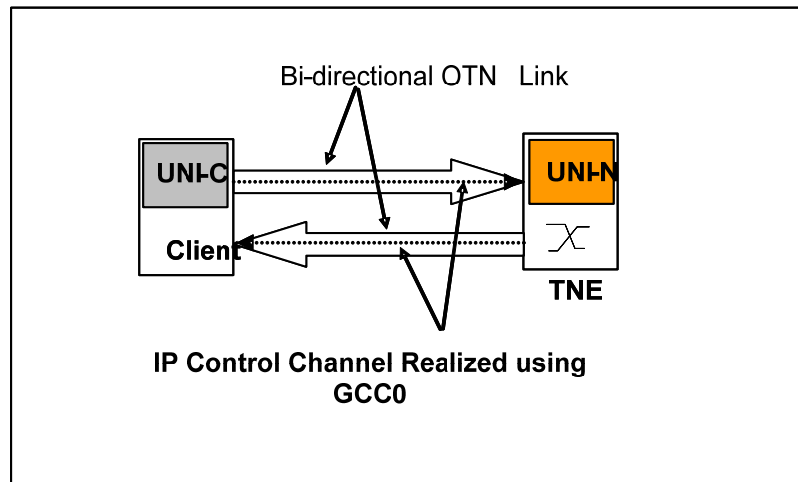 Bi-directional OTN Link
UNI-C
UNI-N
Client
TNE
IP Control Channel Realized using
GCC0